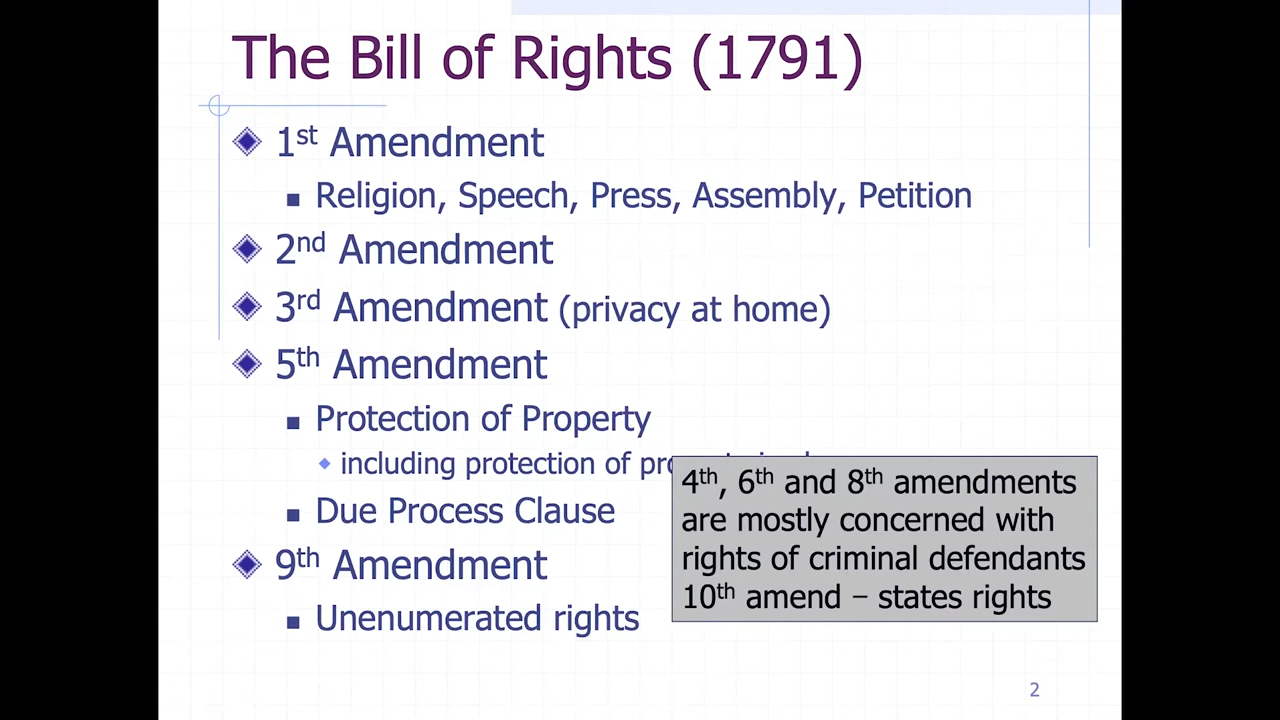 The Bill of Rights (1791)
1st Amendment
Religion, Speech, Press, Assembly, Petition
2nd Amendment
3rd Amendment (privacy at home)
5th Amendment
Protection of Property
including protection of
Due Process Clause
9th Amendment
Unenumerated rights
4th, 6th and 8th amendments
are mostly concerned with
rights of criminal defendants
10th amend – states rights
2